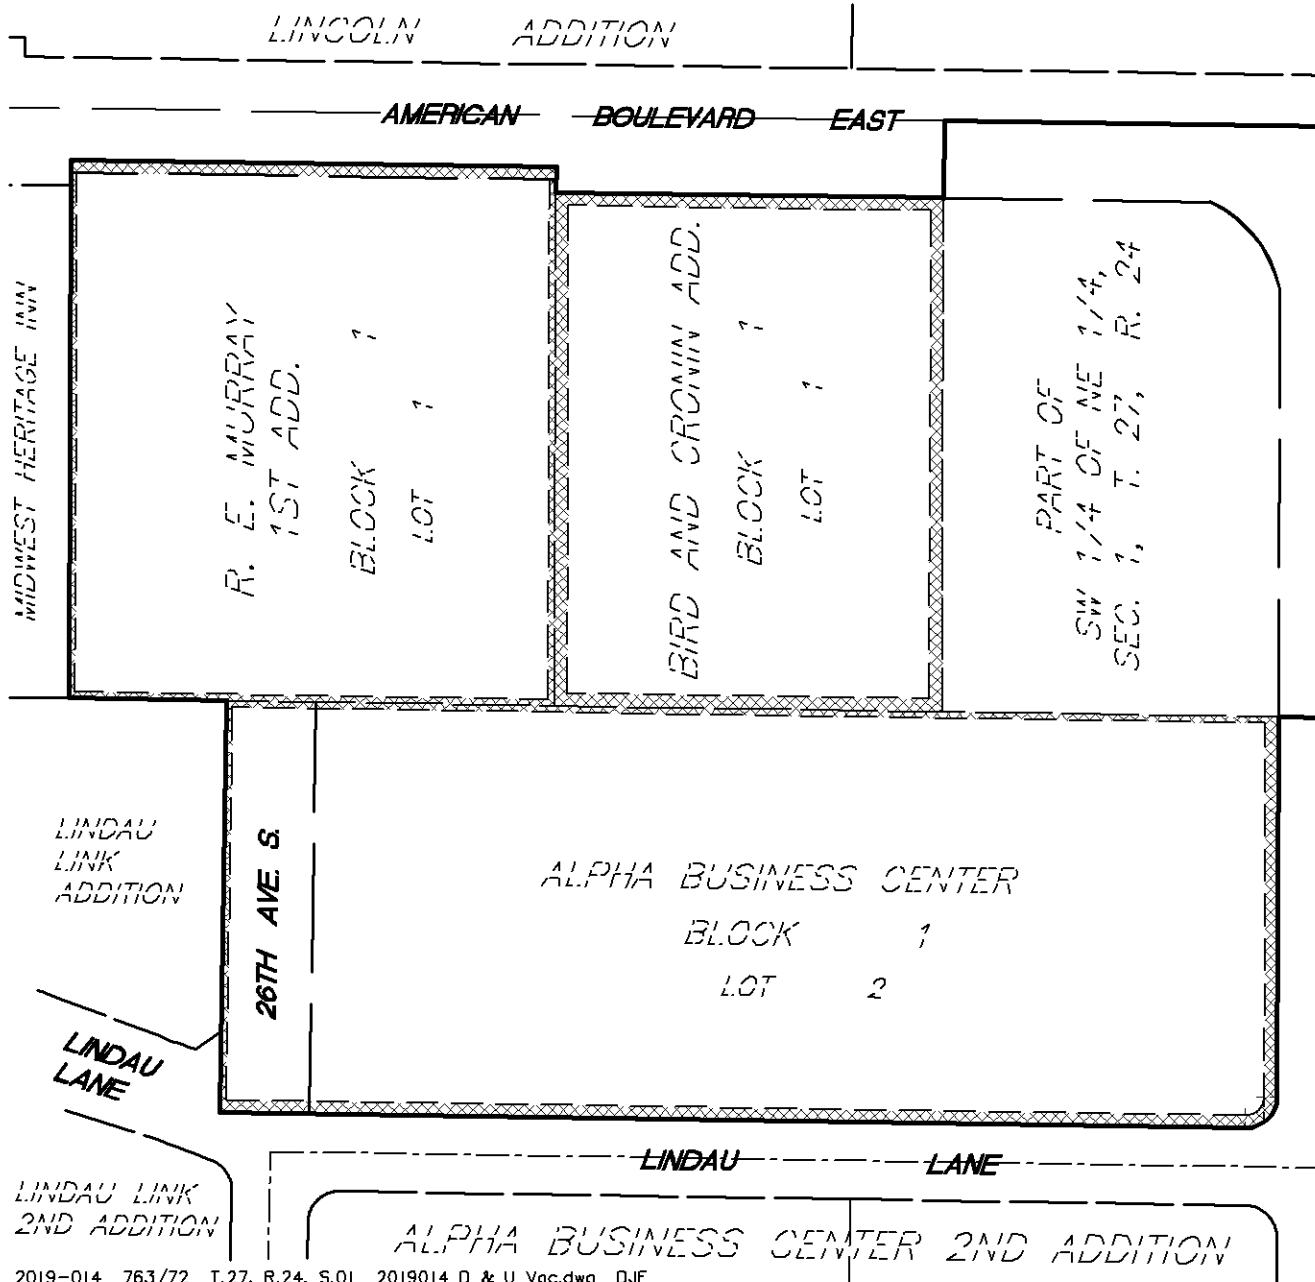 LINCOLN ADDITION
AMERICAN BOULEVARD EAST
MIDWEST HERITAGE INN
R. E. MURRAY
1ST ADD.
BLOCK 1
LOT 1
BIRD AND CRONIN ADD.
BLOCK 1
LOT 1
PART OF
SW 1/4 OF NE 1/4,
SEC. 1, T. 27, R. 24
LINDAU
LINK
ADDITION
26TH AVE. S.
ALPHA BUSINESS CENTER
BLOCK 1
LOT 2
LINDAU
LANE
LINDAU LANE
LINDAU LINK
2ND ADDITION
ALPHA BUSINESS CENTER 2ND ADDITION
2019-014 763/72 T.27, R.24, S.01 2019014 D & U Vac.dwg DJF